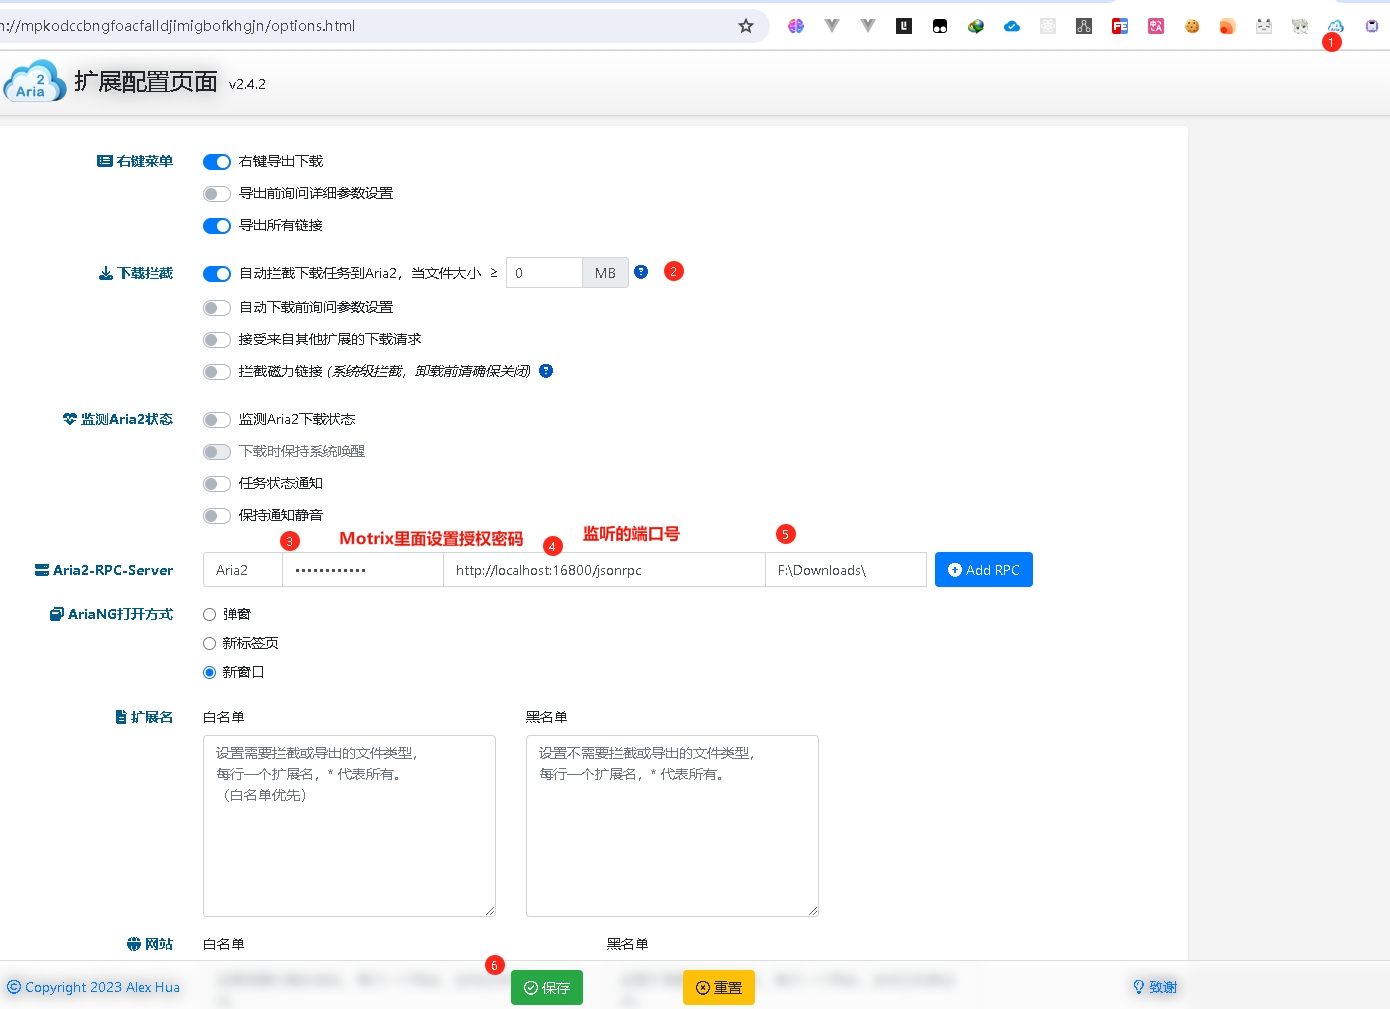 n://mpkodccbngfoacfalldjimigbofkhgjn/options.html
1
2
Aria
扩展配置页面 v2.4.2
右键菜单 右键导出下载
导出前询问详细参数设置
导出所有链接
下载拦截 自动拦截下载任务到Aria2，当文件大小 ≥ 0 MB ? 2
自动下载前询问参数设置
接受来自其他扩展的下载请求
拦截磁力链接 (系统级拦截，卸载前请确保关闭) ?
监测Aria2状态 监测Aria2下载状态
下载时保持系统唤醒
任务状态通知
保持通知静音
3 Motrix里面设置授权密码 4 监听的端口号 5
Aria2-RPC-Server Aria2 •••••••••••• http://localhost:16800/jsonrpc F:\Downloads\ Add RPC
AriaNG打开方式 弹窗
新标签页
新窗口
扩展名 白名单 黑名单
设置需要拦截或导出的文件类型，
每行一个扩展名，* 代表所有。
（白名单优先）
设置不需要拦截或导出的文件类型，
每行一个扩展名，* 代表所有。
网站 白名单 黑名单
6
Copyright 2023 Alex Hua 保存 重置 致谢